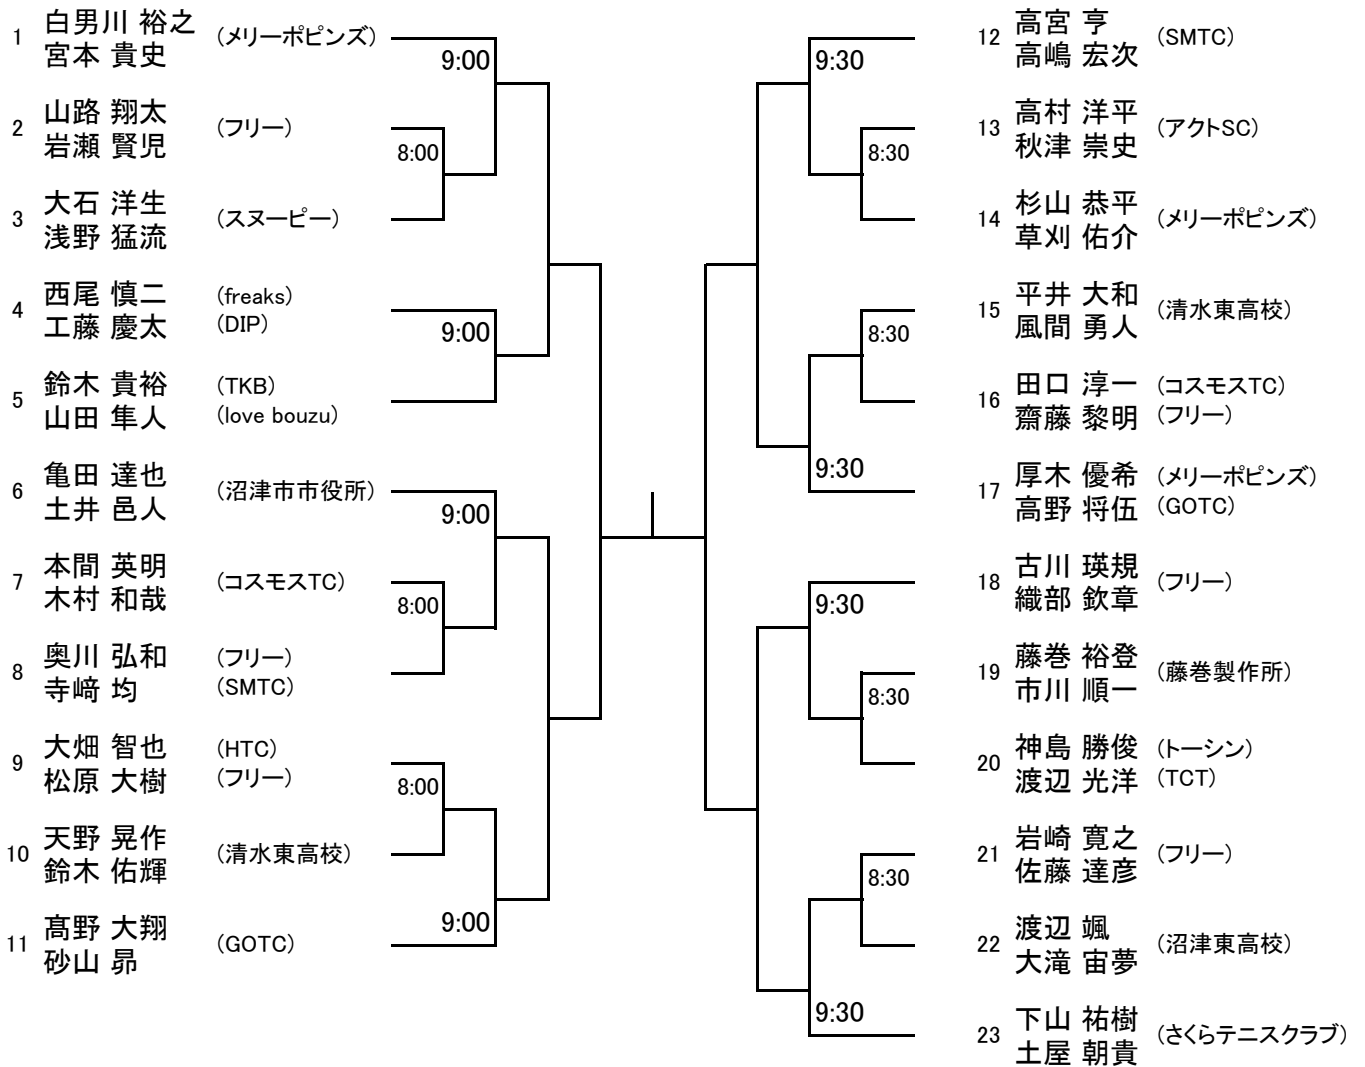 1 白男川 裕之 (メリーポピンズ)
宮本 貴史
9:00
2 山路 翔太 (フリー)
岩瀬 賢児
8:00
3 大石 洋生 (スヌーピー)
浅野 猛流
4 西尾 慎二 (freaks)
工藤 慶太 (DIP)
9:00
5 鈴木 貴裕 (TKB)
山田 隼人 (love bouzu)
6 亀田 達也 (沼津市市役所)
土井 邑人
9:00
7 本間 英明 (コスモスTC)
木村 和哉
8:00
8 奥川 弘和 (フリー)
寺﨑 均 (SMTC)
9 大畑 智也 (HTC)
松原 大樹 (フリー)
8:00
10 天野 晃作 (清水東高校)
鈴木 佑輝
9:00
11 髙野 大翔 (GOTC)
砂山 昴
12 高宮 亨 (SMTC)
高嶋 宏次
9:30
13 高村 洋平 (アクトSC)
秋津 崇史
8:30
14 杉山 恭平 (メリーポピンズ)
草刈 佑介
15 平井 大和 (清水東高校)
風間 勇人
8:30
16 田口 淳一 (コスモスTC)
齋藤 黎明 (フリー)
9:30
17 厚木 優希 (メリーポピンズ)
高野 将伍 (GOTC)
18 古川 瑛規 (フリー)
織部 欽章
9:30
19 藤巻 裕登 (藤巻製作所)
市川 順一
8:30
20 神島 勝俊 (トーシン)
渡辺 光洋 (TCT)
21 岩崎 寛之 (フリー)
佐藤 達彦
8:30
22 渡辺 颯 (沼津東高校)
大滝 宙夢
9:30
23 下山 祐樹 (さくらテニスクラブ)
土屋 朝貴